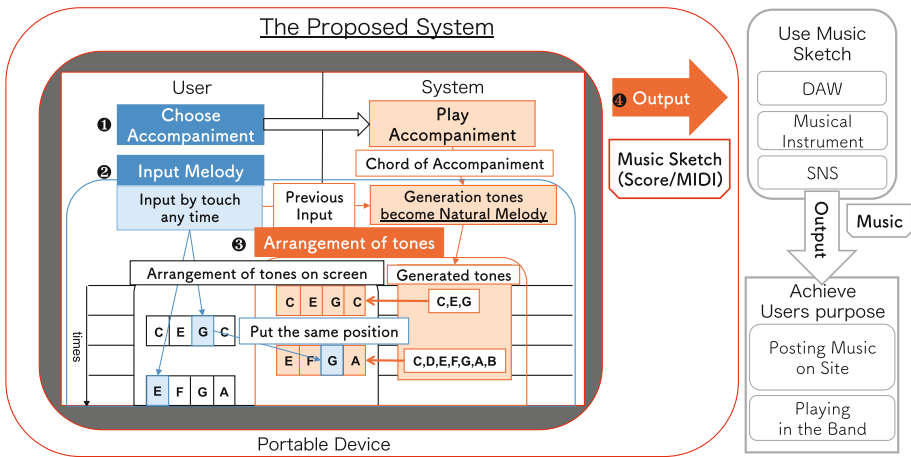 The Proposed System
User
System
❶
Choose
Accompaniment
Play
Accompaniment
❷
Input Melody
Chord of Accompaniment
Input by touch
any time
Previous
Input
Generation tones
become Natural Melody
❸
Arrangement of tones
Arrangement of tones on screen
Generated tones
times
C E G C
C,E,G
C E G C
Put the same position
E F G A
C,D,E,F,G,A,B
E F G A
Portable Device
❹ Output
Music Sketch
(Score/MIDI)
Use Music
Sketch
DAW
Musical
Instrument
SNS
Output
Music
Achieve
Users purpose
Posting Music
on Site
Playing
in the Band